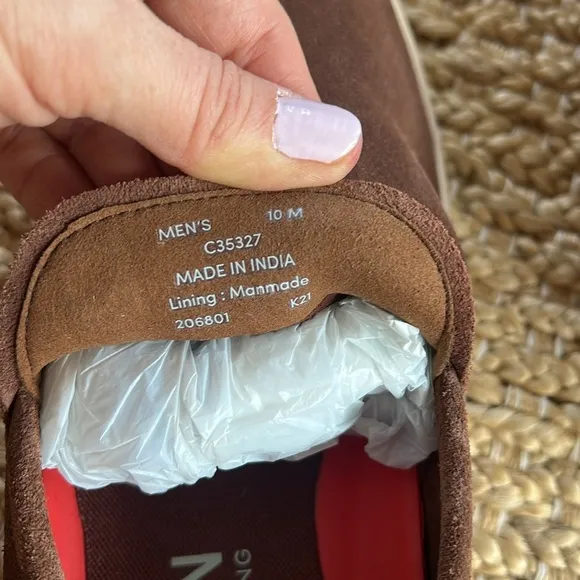 MEN'S 10 M
C35327
MADE IN INDIA
Lining : Manmade
206801 K21